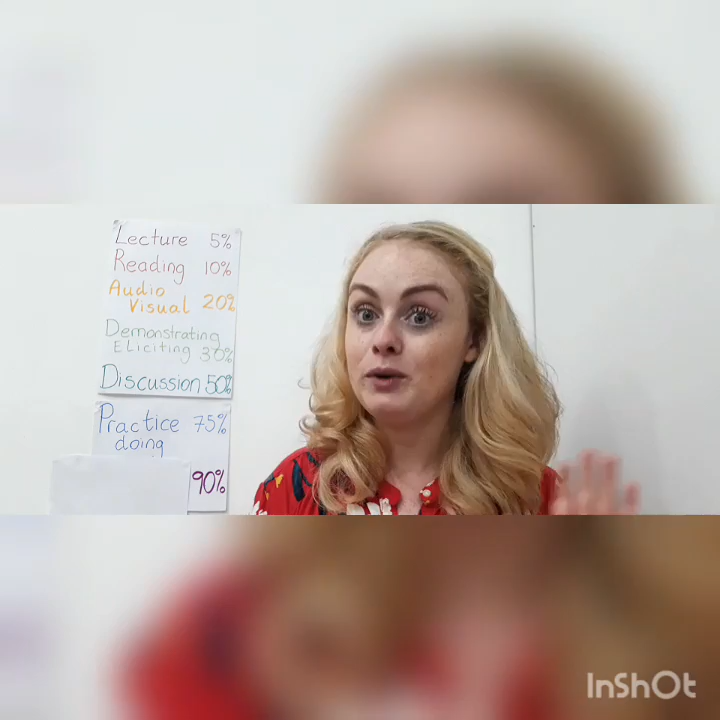 Lecture 5%
Reading 10%
Audio
Visual 20%
Demonstrating
Eliciting 30%
Discussion 50%
Practice 75%
doing
90%
InShOt